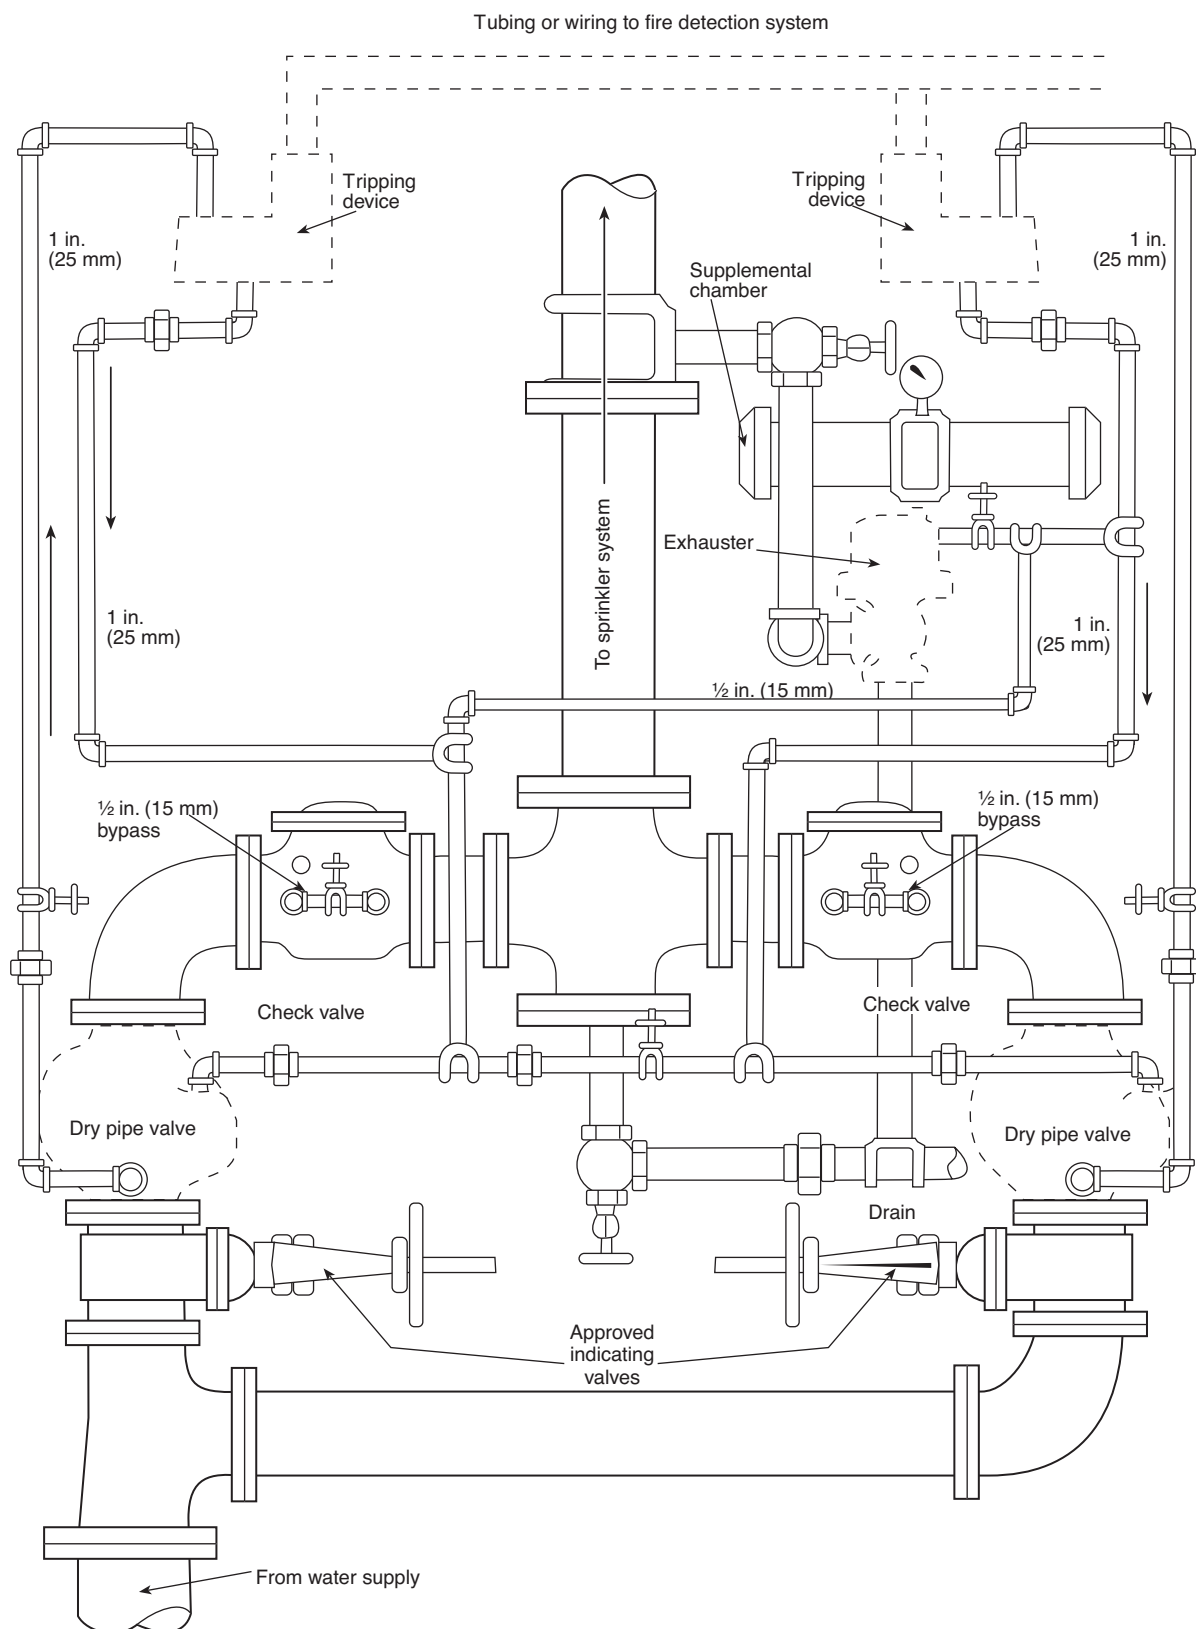 Tubing or wiring to fire detection system
Tripping
device
Tripping
device
1 in.
(25 mm)
1 in.
(25 mm)
Supplemental
chamber
To sprinkler system
Exhauster
1 in.
(25 mm)
1 in.
(25 mm)
½ in. (15 mm)
½ in. (15 mm)
bypass
½ in. (15 mm)
bypass
Check valve
Check valve
Dry pipe valve
Dry pipe valve
Drain
Approved
indicating
valves
From water supply